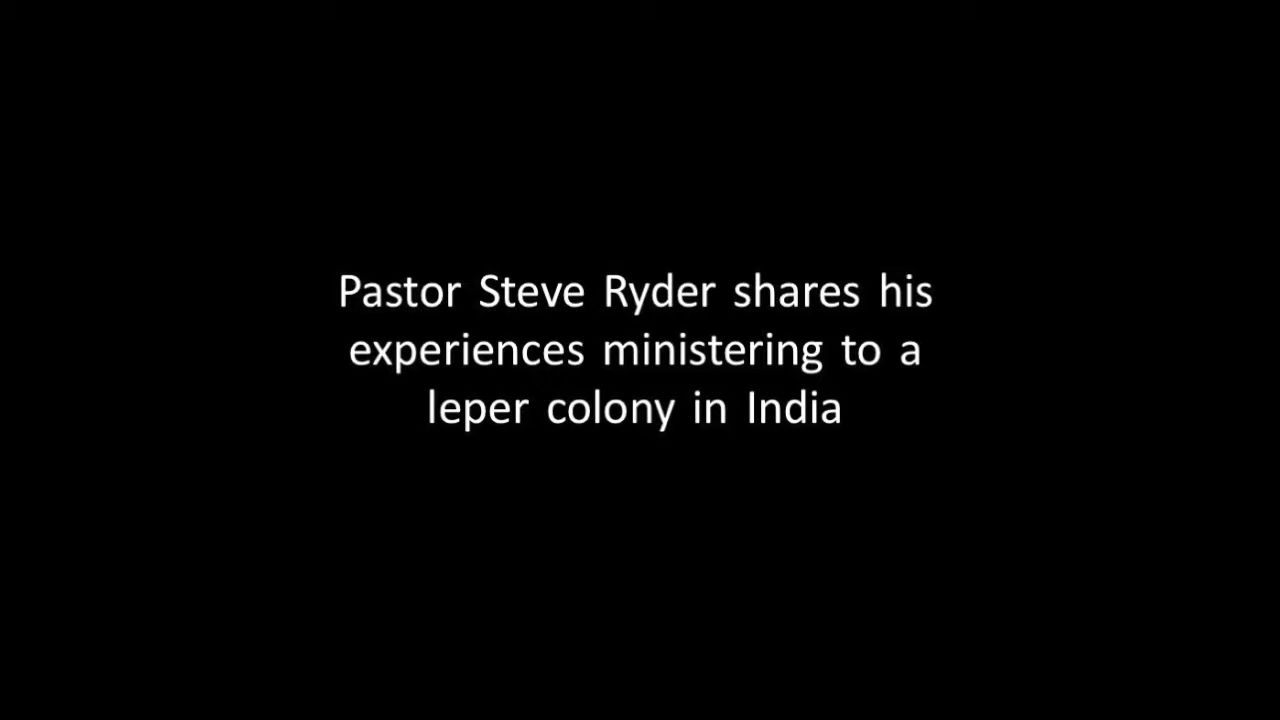 Pastor Steve Ryder shares his
experiences ministering to a
leper colony in India